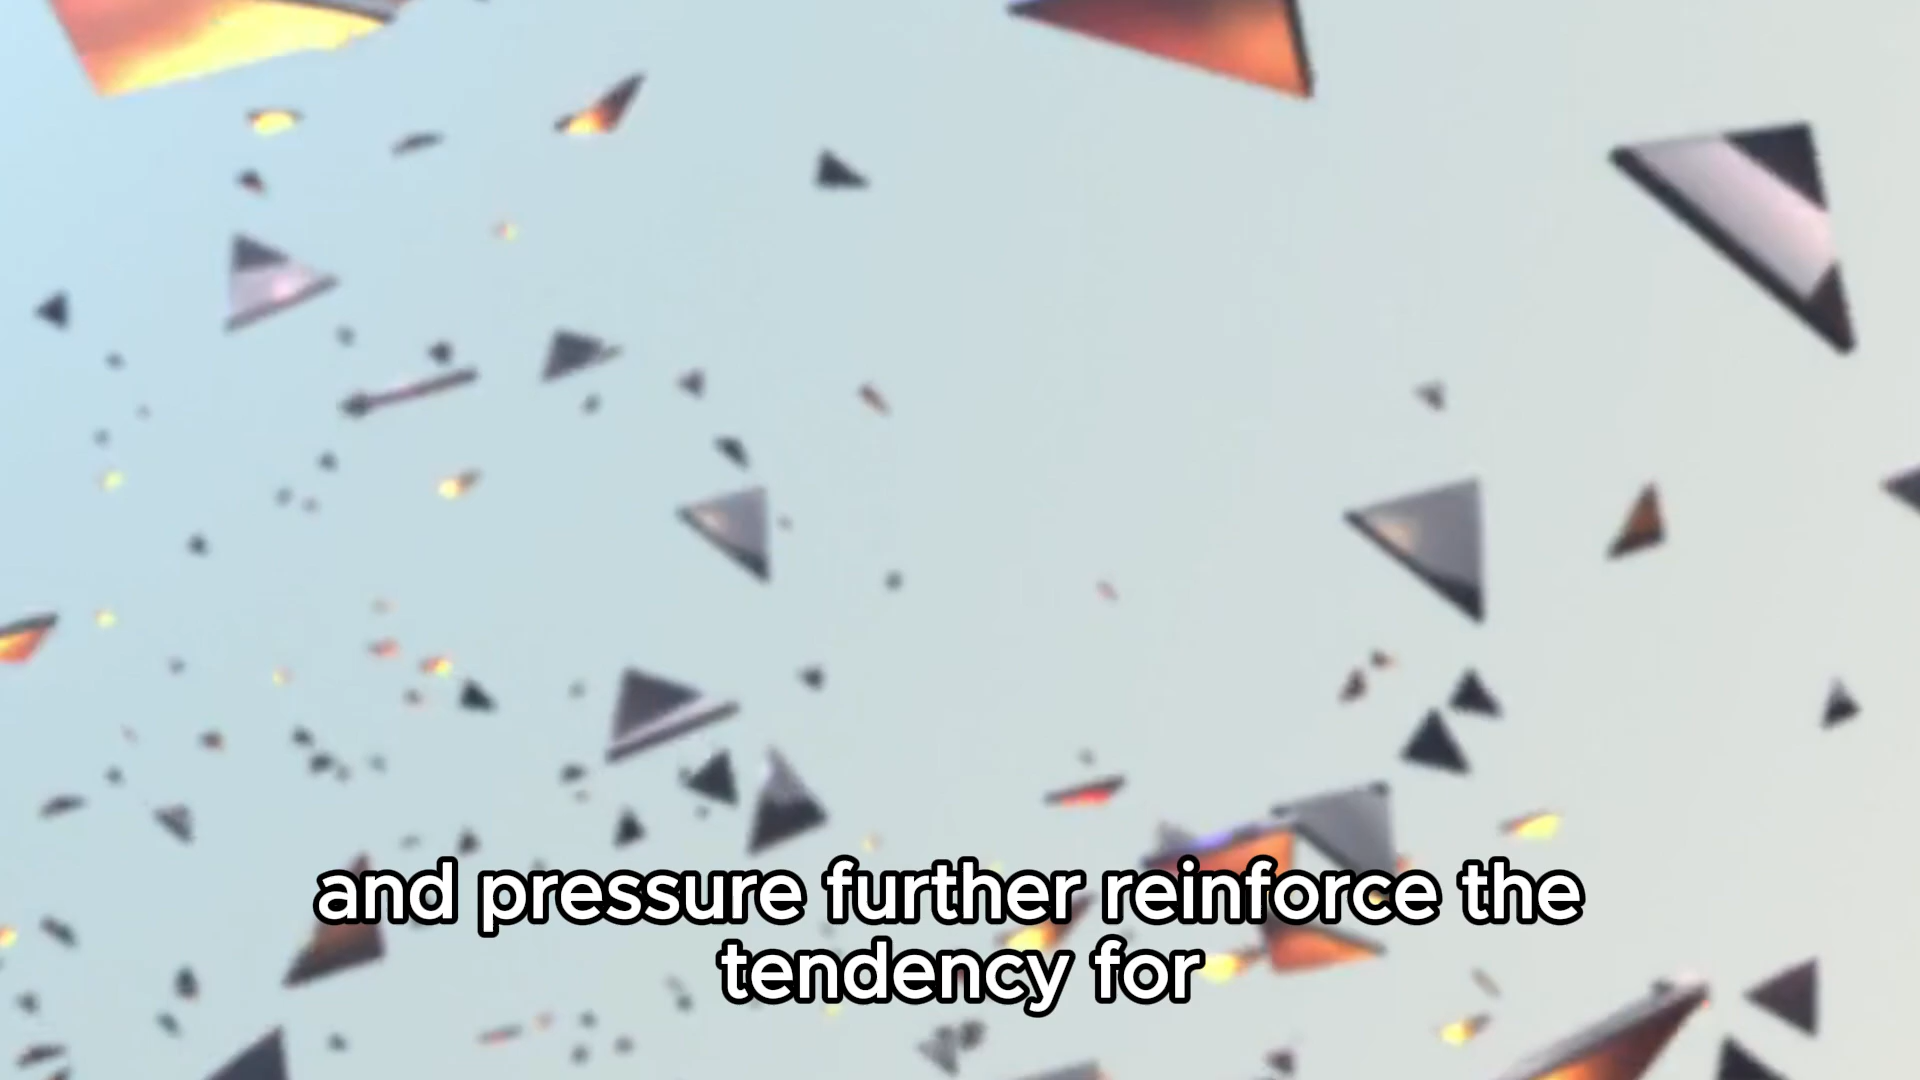 and pressure further reinforce the
tendency for